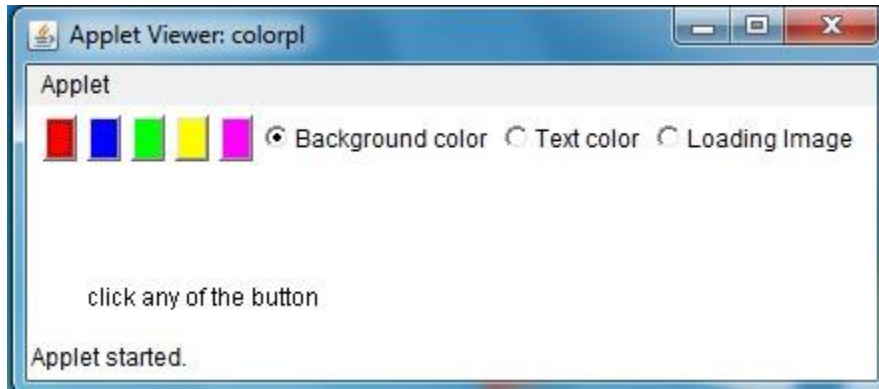 Applet Viewer: colorpl
Applet
Background color Text color Loading Image
click any of the button
Applet started.